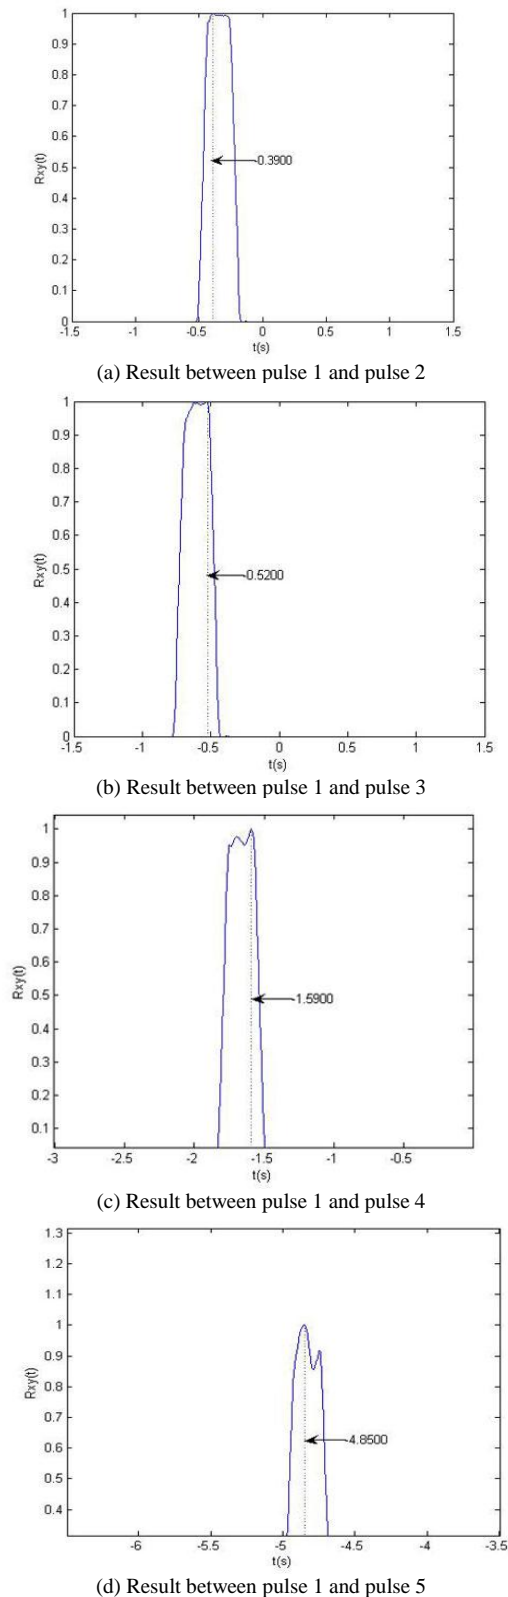 1
0.9
0.8
0.7
0.6
0.5
0.4
0.3
0.2
0.1
0
Rxy(t)
-0.3900
-1.5 -1 -0.5 0 0.5 1 1.5
t(s)
(a) Result between pulse 1 and pulse 2
1
0.9
0.8
0.7
0.6
0.5
0.4
0.3
0.2
0.1
0
Rxy(t)
-0.5200
-1.5 -1 -0.5 0 0.5 1 1.5
t(s)
(b) Result between pulse 1 and pulse 3
1
0.9
0.8
0.7
0.6
0.5
0.4
0.3
0.2
0.1
Rxy(t)
-1.5900
-3 -2.5 -2 -1.5 -1 -0.5
t(s)
(c) Result between pulse 1 and pulse 4
1.3
1.2
1.1
1
0.9
0.8
0.7
0.6
0.5
0.4
Rxy(t)
-4.8500
-6 -5.5 -5 -4.5 -4 -3.5
t(s)
(d) Result between pulse 1 and pulse 5